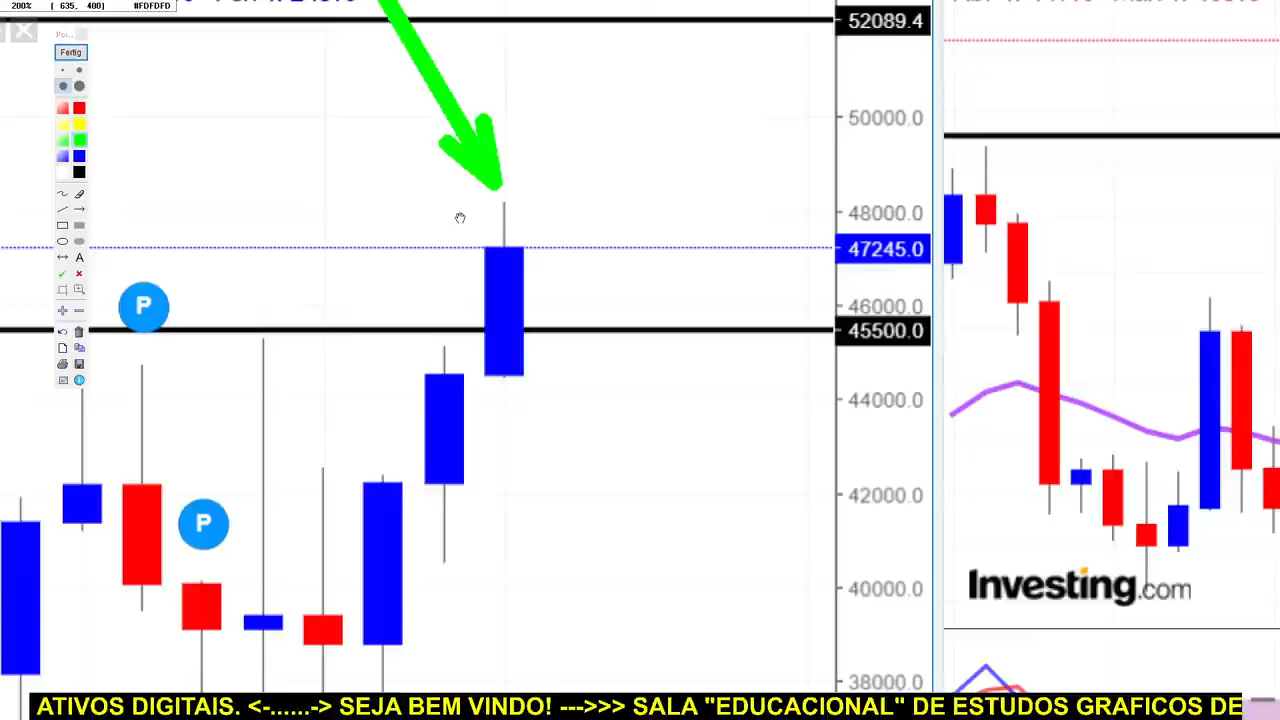 200% ( 635, 400) #FDFDFD
Fertig
A
52089.4
50000.0
48000.0
47245.0
46000.0
45500.0
44000.0
42000.0
40000.0
38000.0
P
P
Investing.com
ATIVOS DIGITAIS. <-......-> SEJA BEM VINDO! --->>> SALA "EDUCACIONAL" DE ESTUDOS GRAFICOS DE